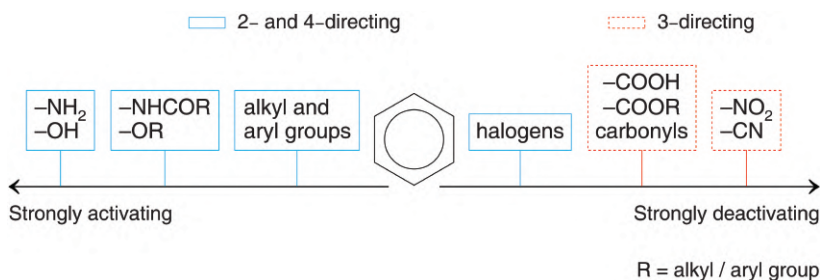 2– and 4–directing
3–directing
–NH₂
–OH
–NHCOR
–OR
alkyl and
aryl groups
halogens
–COOH
–COOR
carbonyls
–NO₂
–CN
Strongly activating
Strongly deactivating
R = alkyl / aryl group